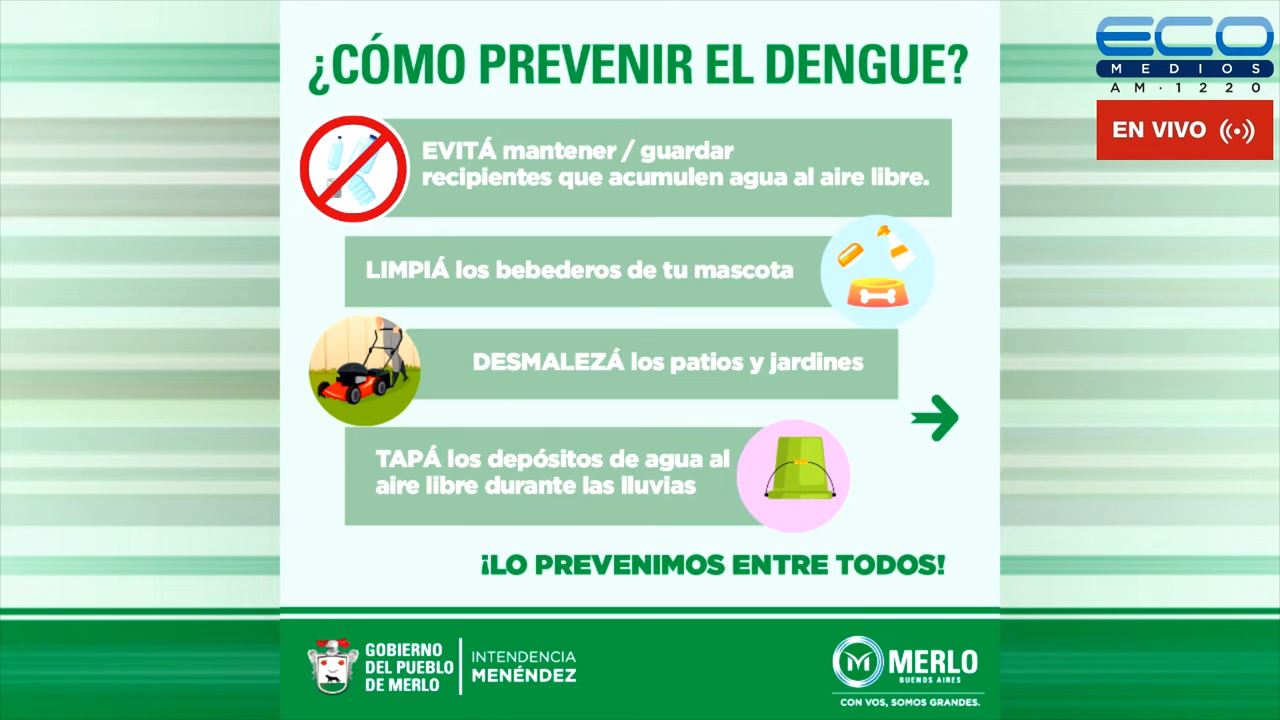 ¿CÓMO PREVENIR EL DENGUE?
ECO
MEDIOS
AM·1220
EN VIVO
EVITÁ mantener / guardar
recipientes que acumulen agua al aire libre.
LIMPIÁ los bebederos de tu mascota
DESMALEZÁ los patios y jardines
TAPÁ los depósitos de agua al
aire libre durante las lluvias
¡LO PREVENIMOS ENTRE TODOS!
GOBIERNO
DEL PUEBLO
DE MERLO
INTENDENCIA
MENÉNDEZ
MERLO
BUENOS AIRES
CON VOS, SOMOS GRANDES.